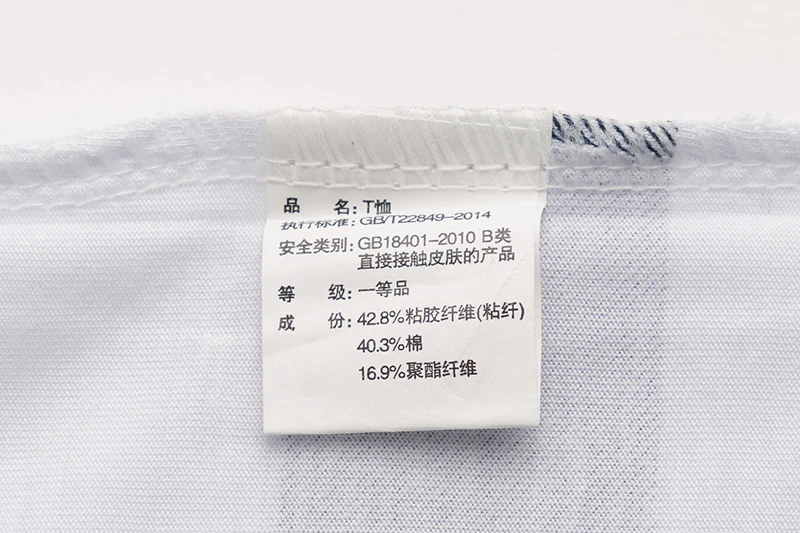 品 名: T恤
执行标准: GB/T22849-2014
安全类别: GB18401-2010 B类
直接接触皮肤的产品
等 级: 一等品
成 份: 42.8%粘胶纤维(粘纤)
40.3%棉
16.9%聚酯纤维